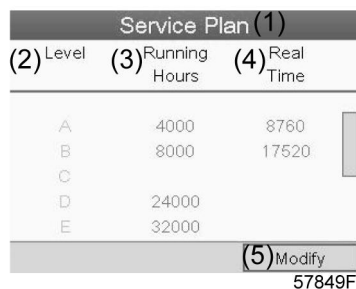 Service Plan (1)
(2) Level (3) Running Hours (4) Real Time
A 4000 8760
B 8000 17520
C
D 24000
E 32000
(5) Modify
57849F